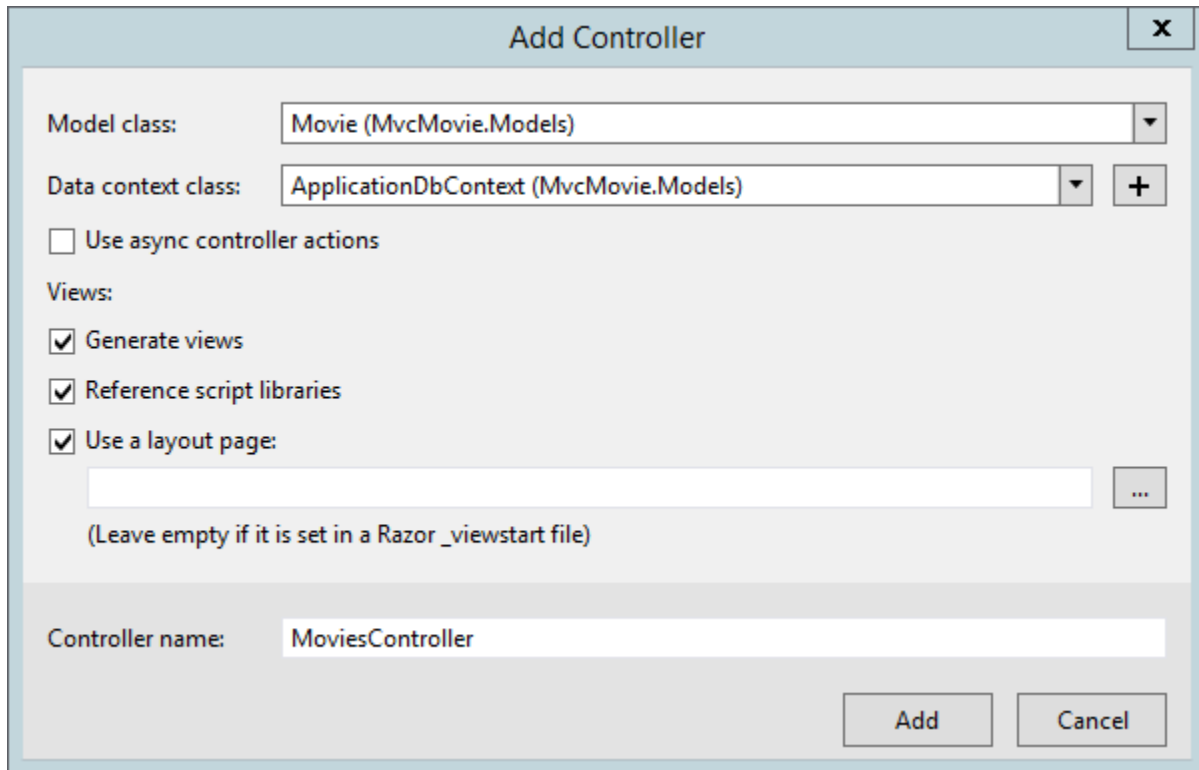 Add Controller
x
Model class: Movie (MvcMovie.Models)
Data context class: ApplicationDbContext (MvcMovie.Models) +
Use async controller actions
Views:
Generate views
Reference script libraries
Use a layout page:
...
(Leave empty if it is set in a Razor _viewstart file)
Controller name: MoviesController
Add Cancel